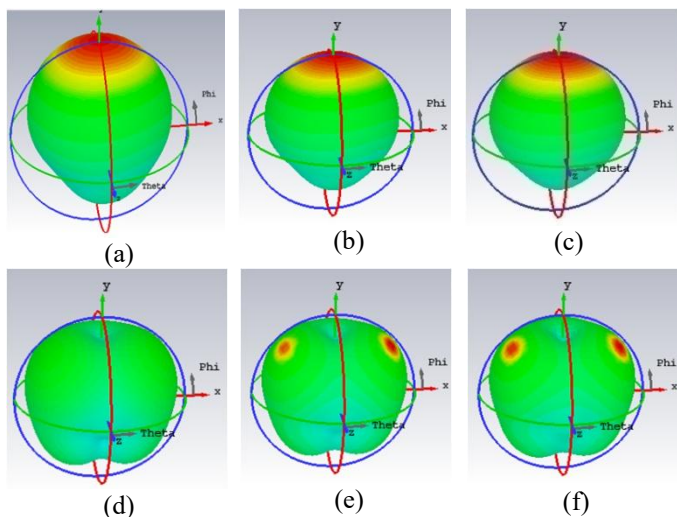 y y
Phi Phi Phi
x x x
Theta Theta Theta
z z z
(a) (b) (c)
y y y
Phi Phi Phi
x x x
Theta Theta Theta
z z z
(d) (e) (f)